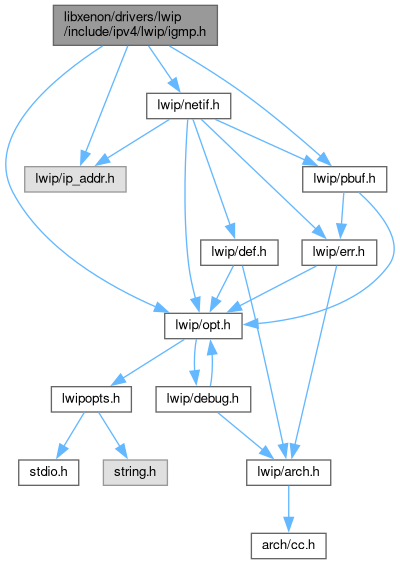 libxenon/drivers/lwip
/include/ipv4/lwip/igmp.h
lwip/netif.h
lwip/ip_addr.h
lwip/pbuf.h
lwip/def.h
lwip/err.h
lwip/opt.h
lwipopts.h
lwip/debug.h
stdio.h
string.h
lwip/arch.h
arch/cc.h